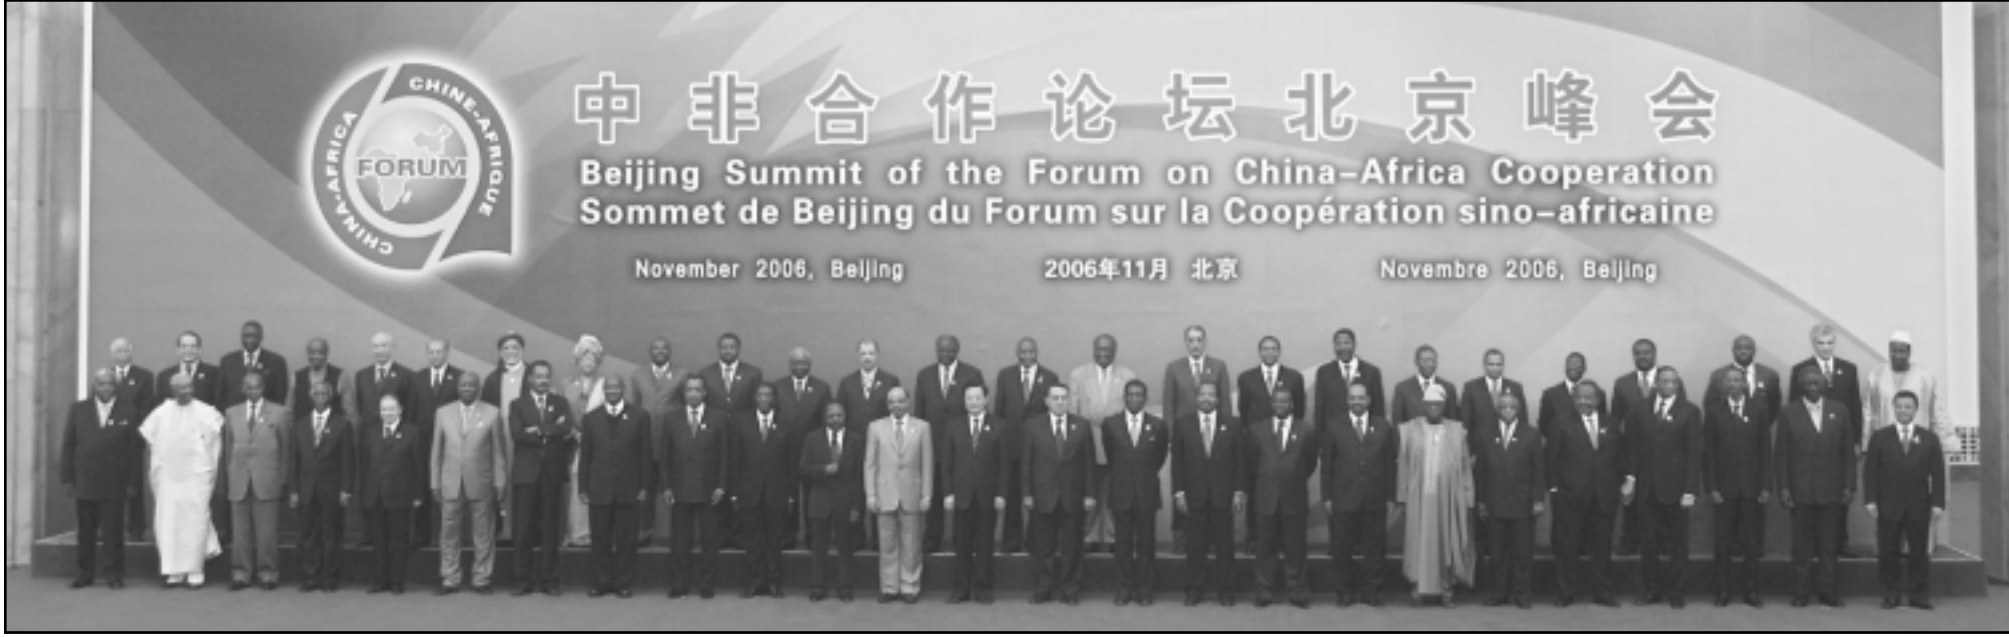 CHINE-AFRIQUE
CHINA-AFRICA
FORUM
中非合作论坛北京峰会
Beijing Summit of the Forum on China-Africa Cooperation
Sommet de Beijing du Forum sur la Coopération sino-africaine
November 2006, Beijing 2006年11月 北京 Novembre 2006, Beijing